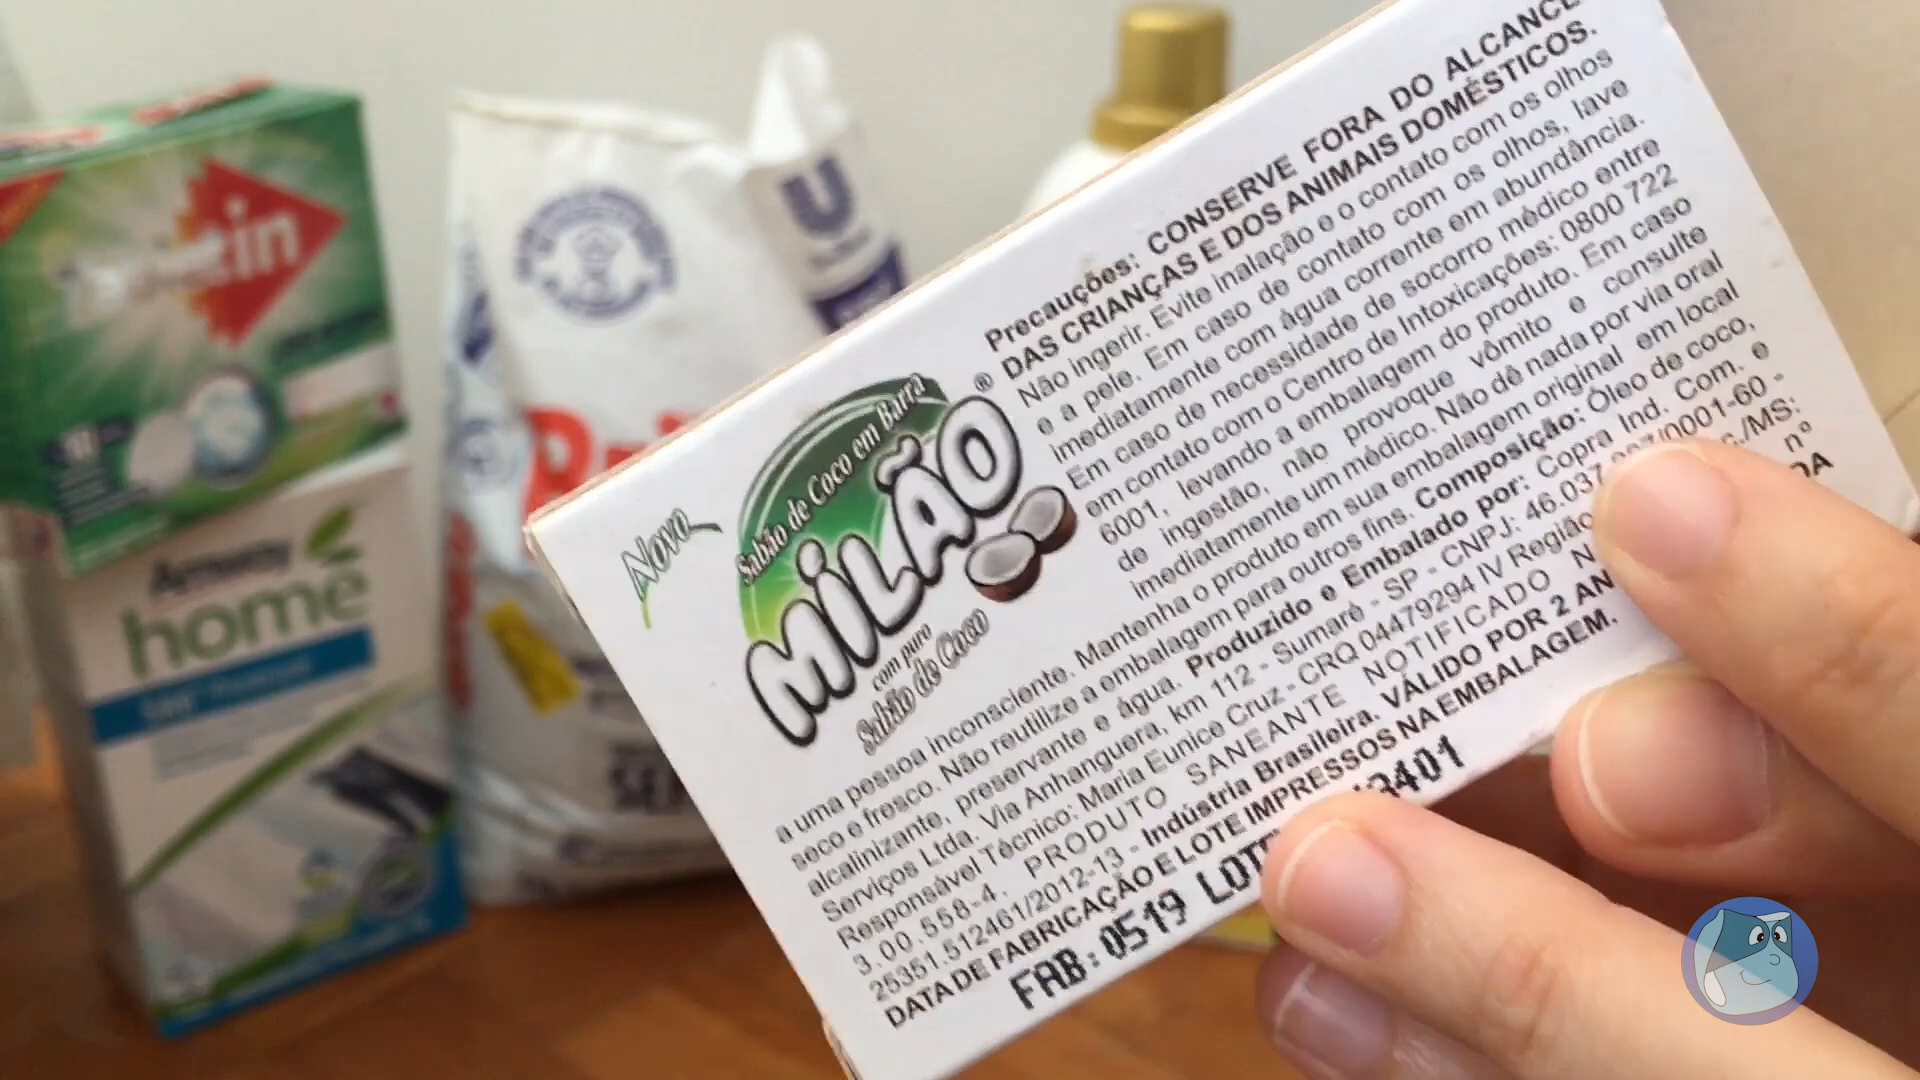 Precauções: CONSERVE FORA DO ALCANCE
DAS CRIANÇAS E DOS ANIMAIS DOMÉSTICOS.
Não ingerir. Evite inalação e o contato com os olhos
e a pele. Em caso de contato com os olhos, lave
imediatamente com água corrente em abundância.
Em caso de necessidade de socorro médico entre
em contato com o Centro de Intoxicações: 0800 722
6001, levando a embalagem do produto. Em caso
de ingestão, não provoque vômito e consulte
imediatamente um médico. Não dê nada por via oral
a uma pessoa inconsciente. Mantenha o produto em sua embalagem original em local
seco e fresco. Não reutilize a embalagem para outros fins. Composição: Óleo de coco,
alcalinizante, preservante e água. Produzido e Embalado por: Copra Ind. Com. e
Serviços Ltda. Via Anhanguera, km 112 - Sumaré - SP - CNPJ: 46.037. /0001-60 -
Responsável Técnico: Maria Eunice Cruz - CRQ 04479294 IV Região /MS:
3.00.558-4. PRODUTO SANEANTE NOTIFICADO nº
25351.512461/2012-13 - Indústria Brasileira. VÁLIDO POR 2 DA
DATA DE FABRICAÇÃO E LOTE IMPRESSOS NA EMBALAGEM.
FAB: 0519 3401
Novo
Sabão de Coco em Barra
MILÃO ®
com puro
Sabão de Coco
Amway
home